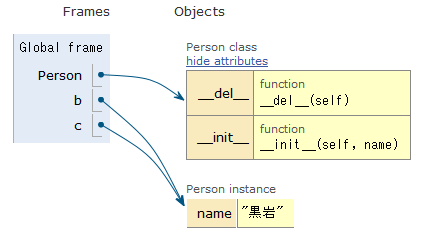 Frames Objects
Global frame
Person
b
c
Person class
hide attributes
__del__
function
__del__(self)
__init__
function
__init__(self, name)
Person instance
name "黒岩"